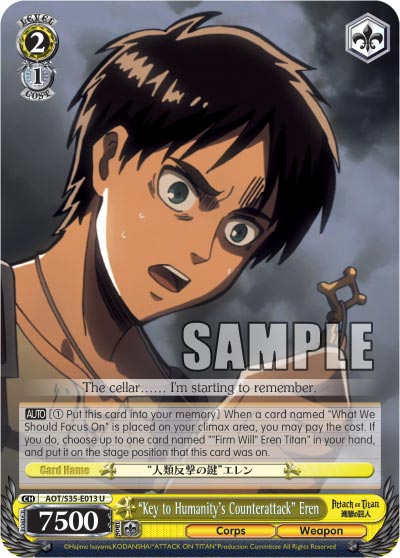 LEVEL
2
1
COST
SAMPLE
The cellar…… I'm starting to remember.
AUTO [① Put this card into your memory] When a card named "What We
Should Focus On" is placed on your climax area, you may pay the cost. If
you do, choose up to one card named ""Firm Will" Eren Titan" in your hand,
and put it on the stage position that this card was on.
Card Name
"人類反撃の鍵"エレン
CD AOT/S35-E013 U
"Key to Humanity's Counterattack" Eren
Attack on Titan
進撃の巨人
POWER
7500
SOUL
Corps
Weapon
©Hajime Isayama,KODANSHA/"ATTACK ON TITAN"Production Committee All Rights Reserved